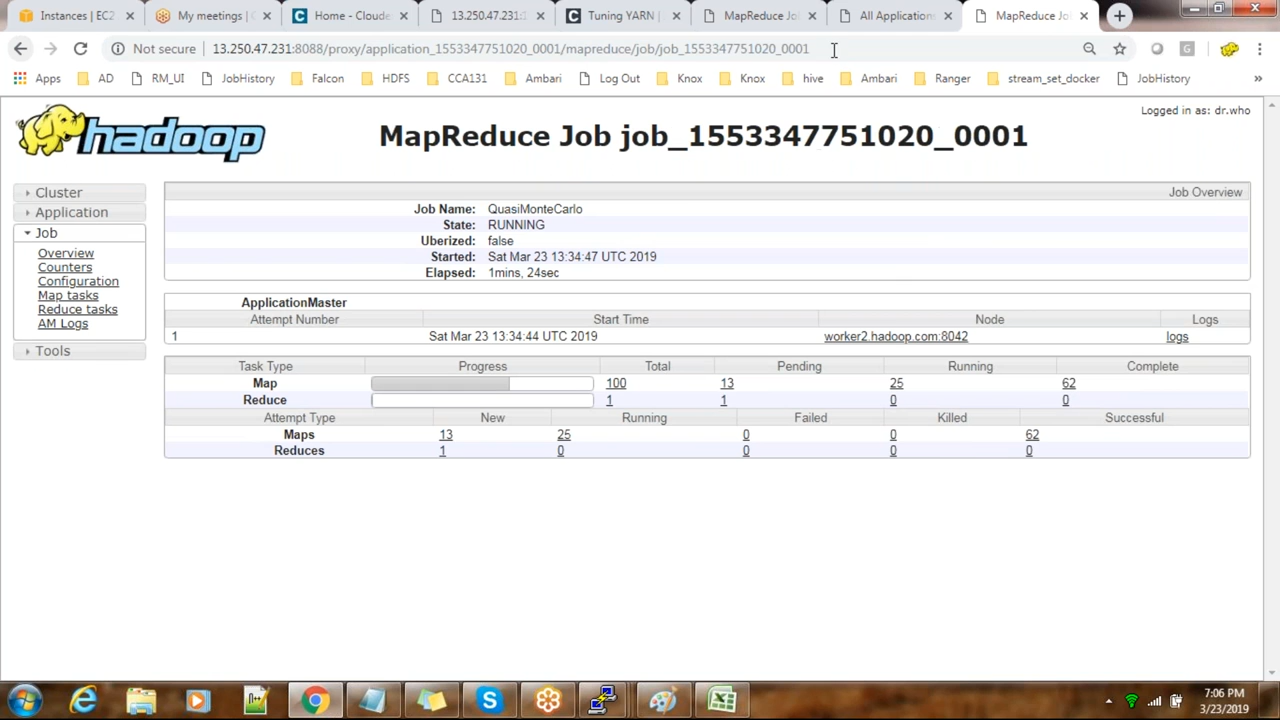 Instances | EC2
My meetings | G
Home - Cloude
13.250.47.231:
Tuning YARN |
MapReduce Jo
All Application
MapReduce Jo
Not secure
13.250.47.231:8088/proxy/application_1553347751020_0001/mapreduce/job/job_1553347751020_0001
Apps
AD
RM_UI
JobHistory
Falcon
HDFS
CCA131
Ambari
Log Out
Knox
Knox
hive
Ambari
Ranger
stream_set_docker
JobHistory
»
Logged in as: dr.who
hadoop
MapReduce Job job_1553347751020_0001
Cluster
Application
Job
Overview
Counters
Configuration
Map tasks
Reduce tasks
AM Logs
Tools
Job Overview
Job Name: QuasiMonteCarlo
State: RUNNING
Uberized: false
Started: Sat Mar 23 13:34:47 UTC 2019
Elapsed: 1mins, 24sec
ApplicationMaster
Attempt Number Start Time Node Logs
1 Sat Mar 23 13:34:44 UTC 2019 worker2.hadoop.com:8042 logs
Task Type Progress Total Pending Running Complete
Map 100 13 25 62
Reduce 1 1 0 0
Attempt Type New Running Failed Killed Successful
Maps 13 25 0 0 62
Reduces 1 0 0 0 0
7:06 PM
3/23/2019